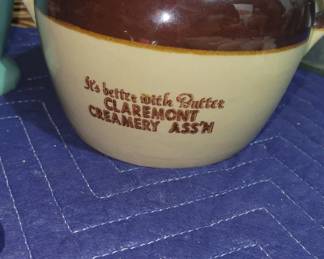 It's better with Butter
CLAREMONT
CREAMERY ASS'N